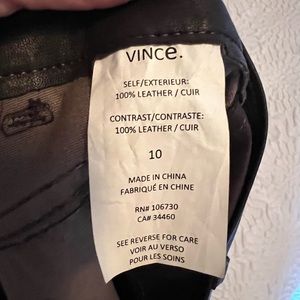 VINCe.
SELF/EXTERIEUR:
100% LEATHER / CUIR
CONTRAST/CONTRASTE:
100% LEATHER / CUIR
10
MADE IN CHINA
FABRIQUÉ EN CHINE
RN# 106730
CA# 34460
SEE REVERSE FOR CARE
VOIR AU VERSO
POUR LES SOINS